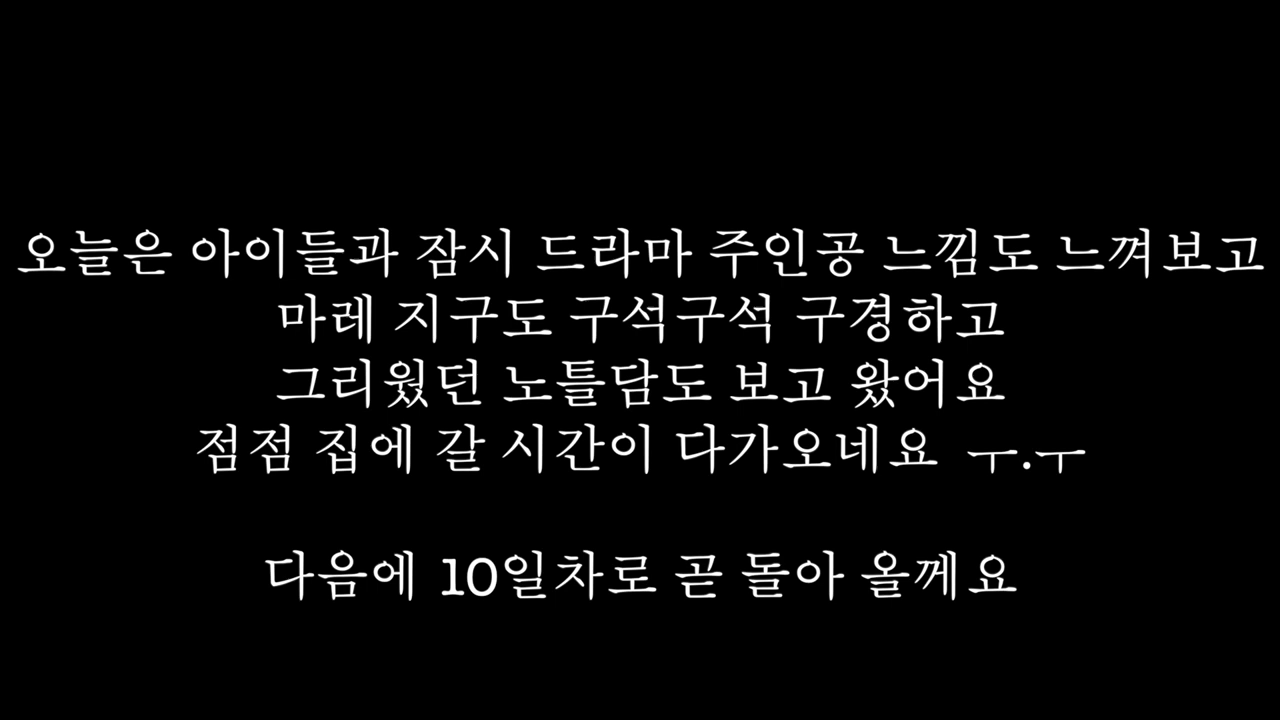 오늘은 아이들과 잠시 드라마 주인공 느낌도 느껴보고
마레 지구도 구석구석 구경하고
그리웠던 노틀담도 보고 왔어요
점점 집에 갈 시간이 다가오네요 ㅜ.ㅜ
다음에 10일차로 곧 돌아 올께요